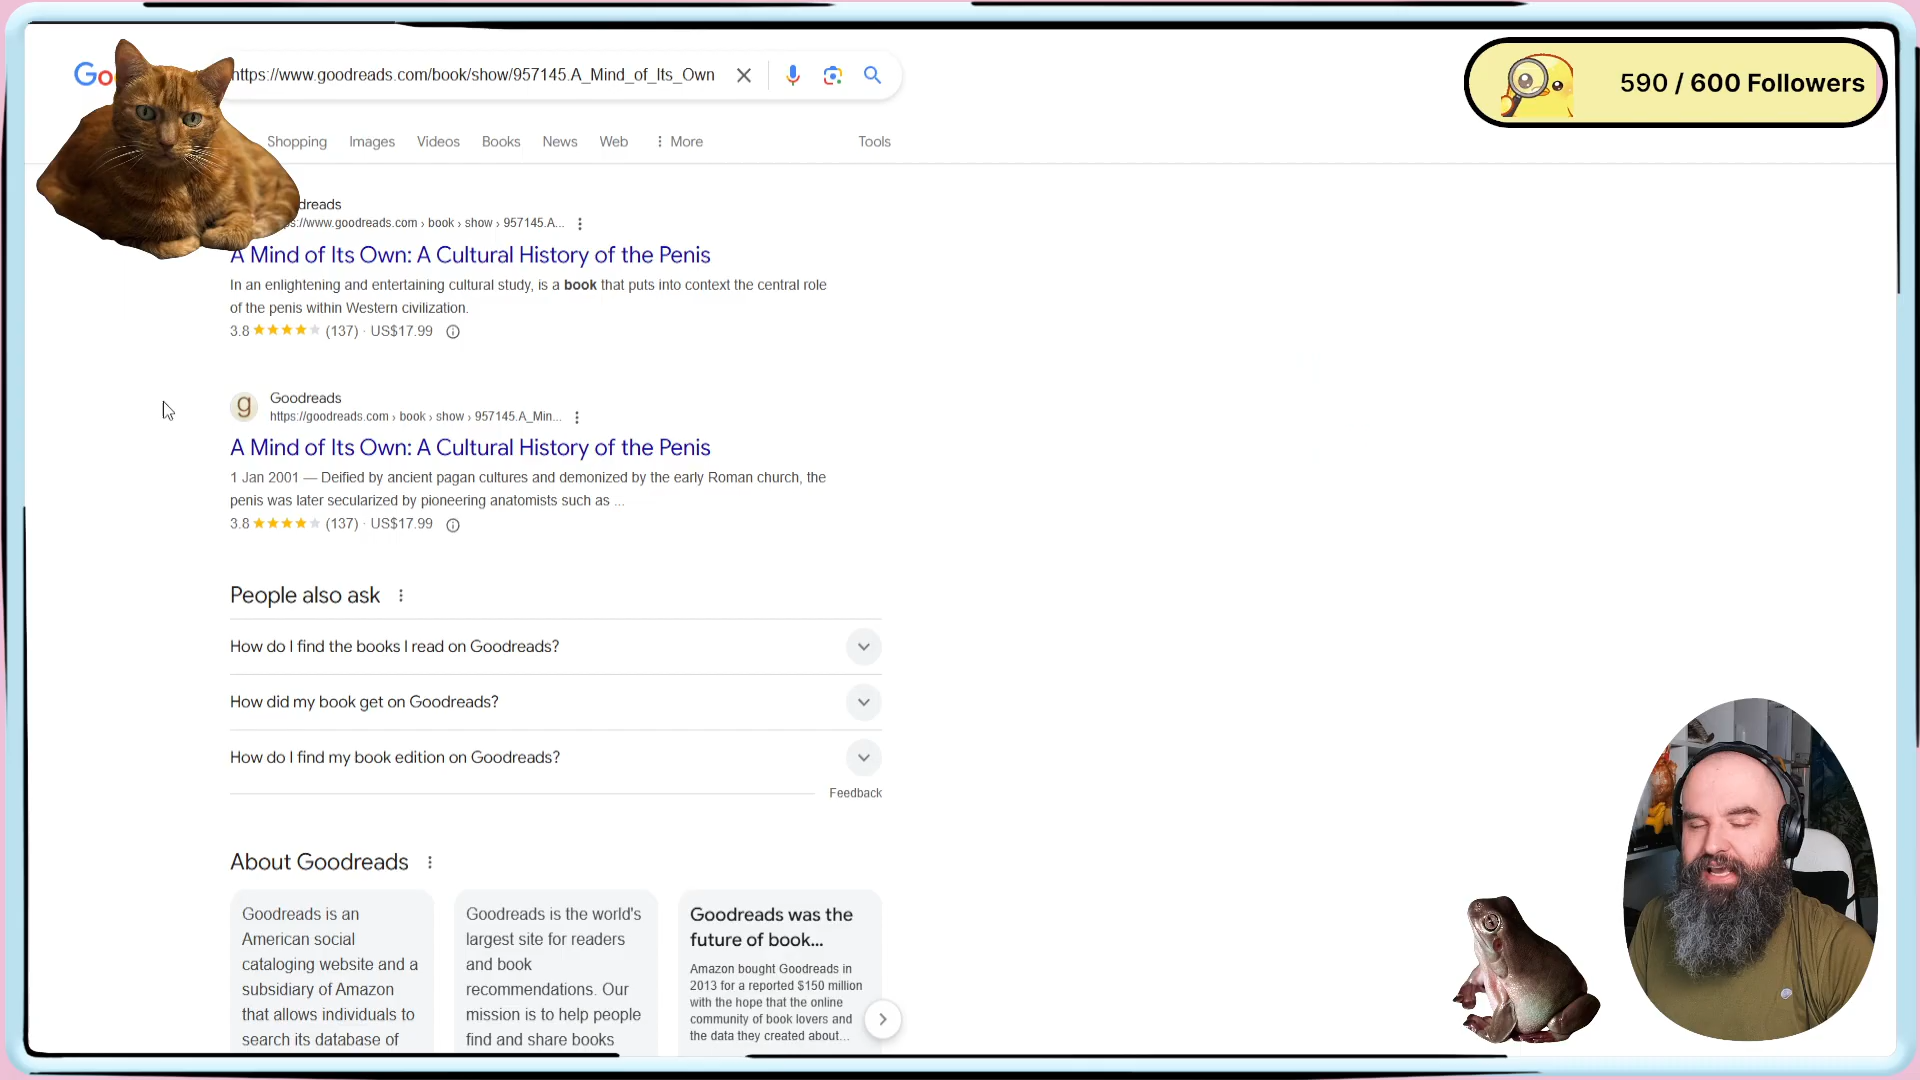 Go
https://www.goodreads.com/book/show/957145.A_Mind_of_Its_Own
590 / 600 Followers
Shopping Images Videos Books News Web More Tools
dreads
://www.goodreads.com › book › show › 957145.A...
A Mind of Its Own: A Cultural History of the Penis
In an enlightening and entertaining cultural study, is a book that puts into context the central role
of the penis within Western civilization.
3.8 (137) · US$17.99
g
Goodreads
https://goodreads.com › book › show › 957145.A_Min...
A Mind of Its Own: A Cultural History of the Penis
1 Jan 2001 — Deified by ancient pagan cultures and demonized by the early Roman church, the
penis was later secularized by pioneering anatomists such as ...
3.8 (137) · US$17.99
People also ask
How do I find the books I read on Goodreads?
How did my book get on Goodreads?
How do I find my book edition on Goodreads?
Feedback
About Goodreads
Goodreads is an
American social
cataloging website and a
subsidiary of Amazon
that allows individuals to
search its database of
Goodreads is the world's
largest site for readers
and book
recommendations. Our
mission is to help people
find and share books
Goodreads was the
future of book...
Amazon bought Goodreads in
2013 for a reported $150 million
with the hope that the online
community of book lovers and
the data they created about...